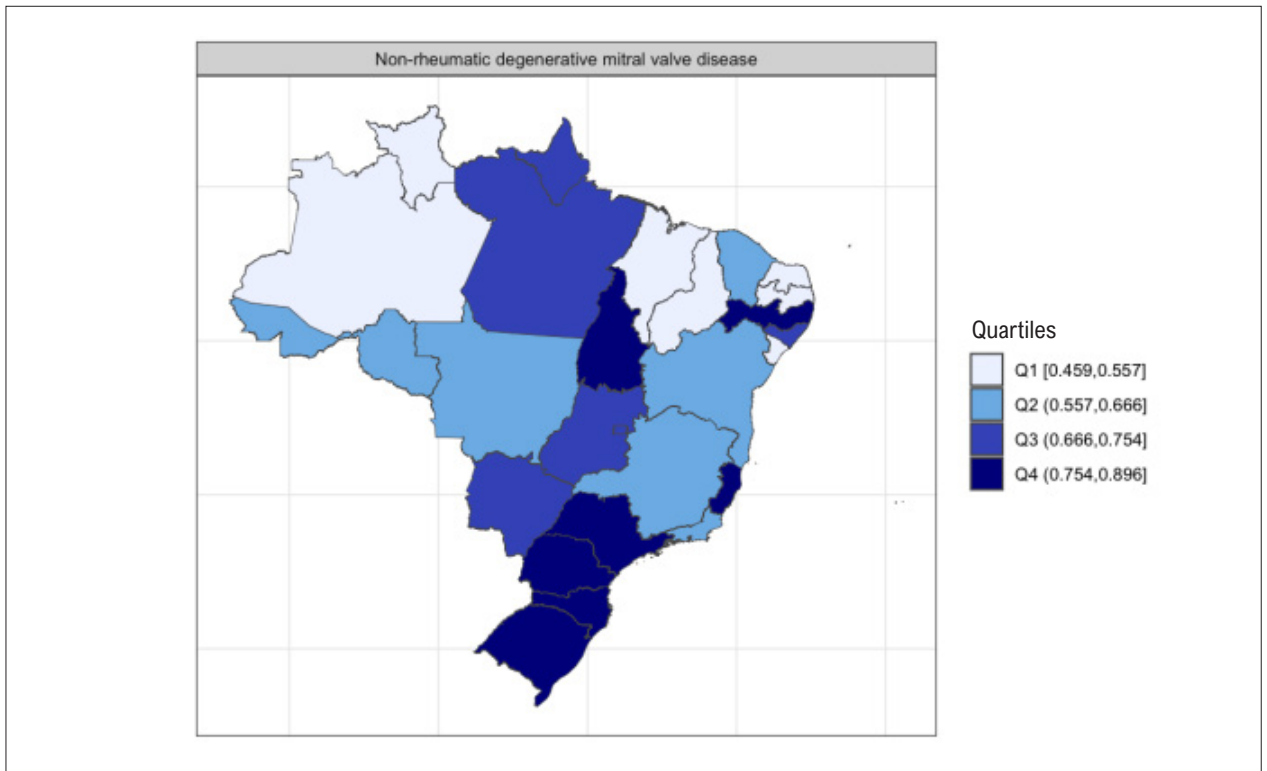 Non-rheumatic degenerative mitral valve disease
Quartiles
Q1 [0.459,0.557]
Q2 (0.557,0.666]
Q3 (0.666,0.754]
Q4 (0.754,0.896]